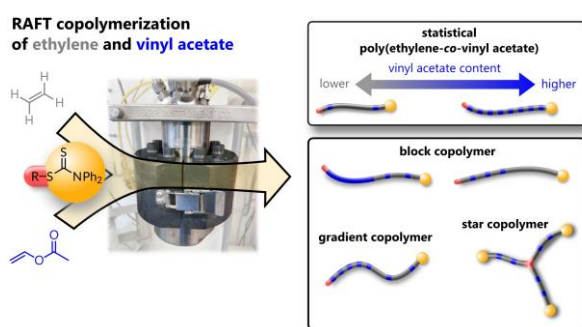 RAFT copolymerization
of ethylene and vinyl acetate
H H
H H
S
R-S NPh₂
O
O
statistical
poly(ethylene-co-vinyl acetate)
vinyl acetate content
lower higher
block copolymer
gradient copolymer
star copolymer